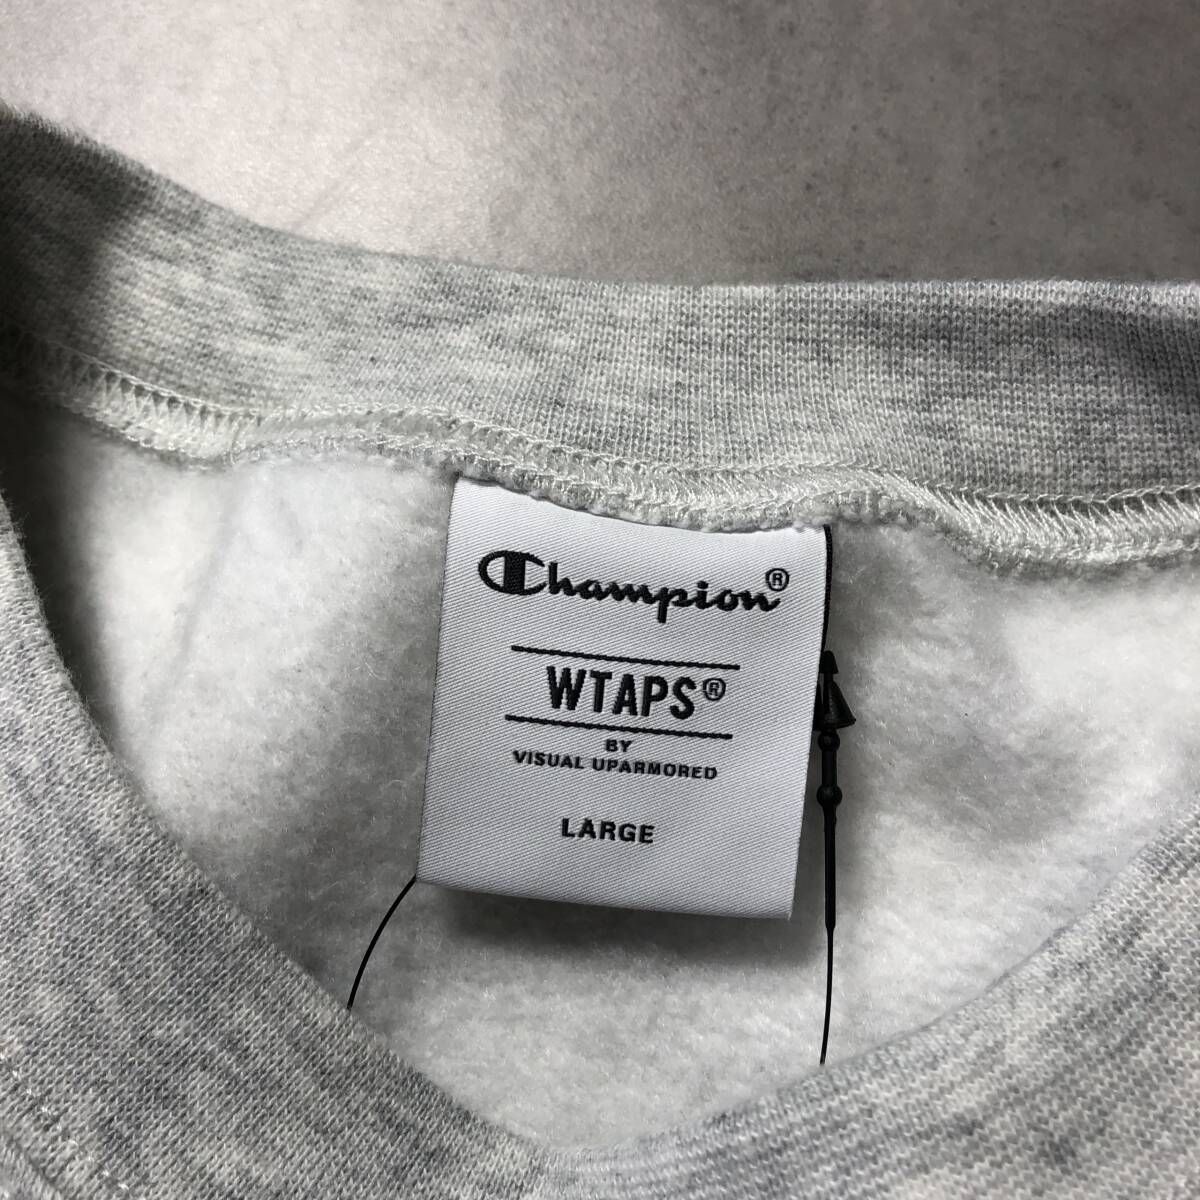 Champion®
WTAPS®
BY
VISUAL UPARMORED
LARGE